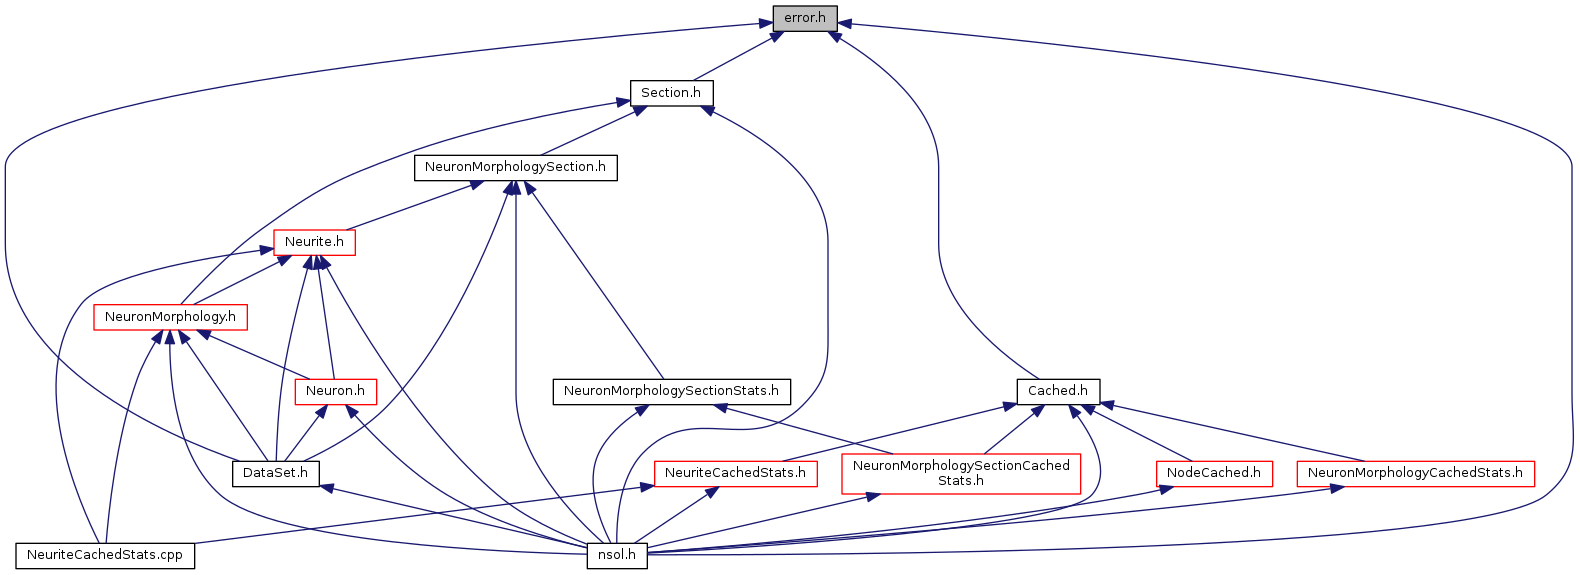 error.h
Section.h
NeuronMorphologySection.h
Neurite.h
NeuronMorphology.h
Neuron.h
NeuronMorphologySectionStats.h
Cached.h
DataSet.h
NeuriteCachedStats.h
NeuronMorphologySectionCached
Stats.h
NodeCached.h
NeuronMorphologyCachedStats.h
NeuriteCachedStats.cpp
nsol.h